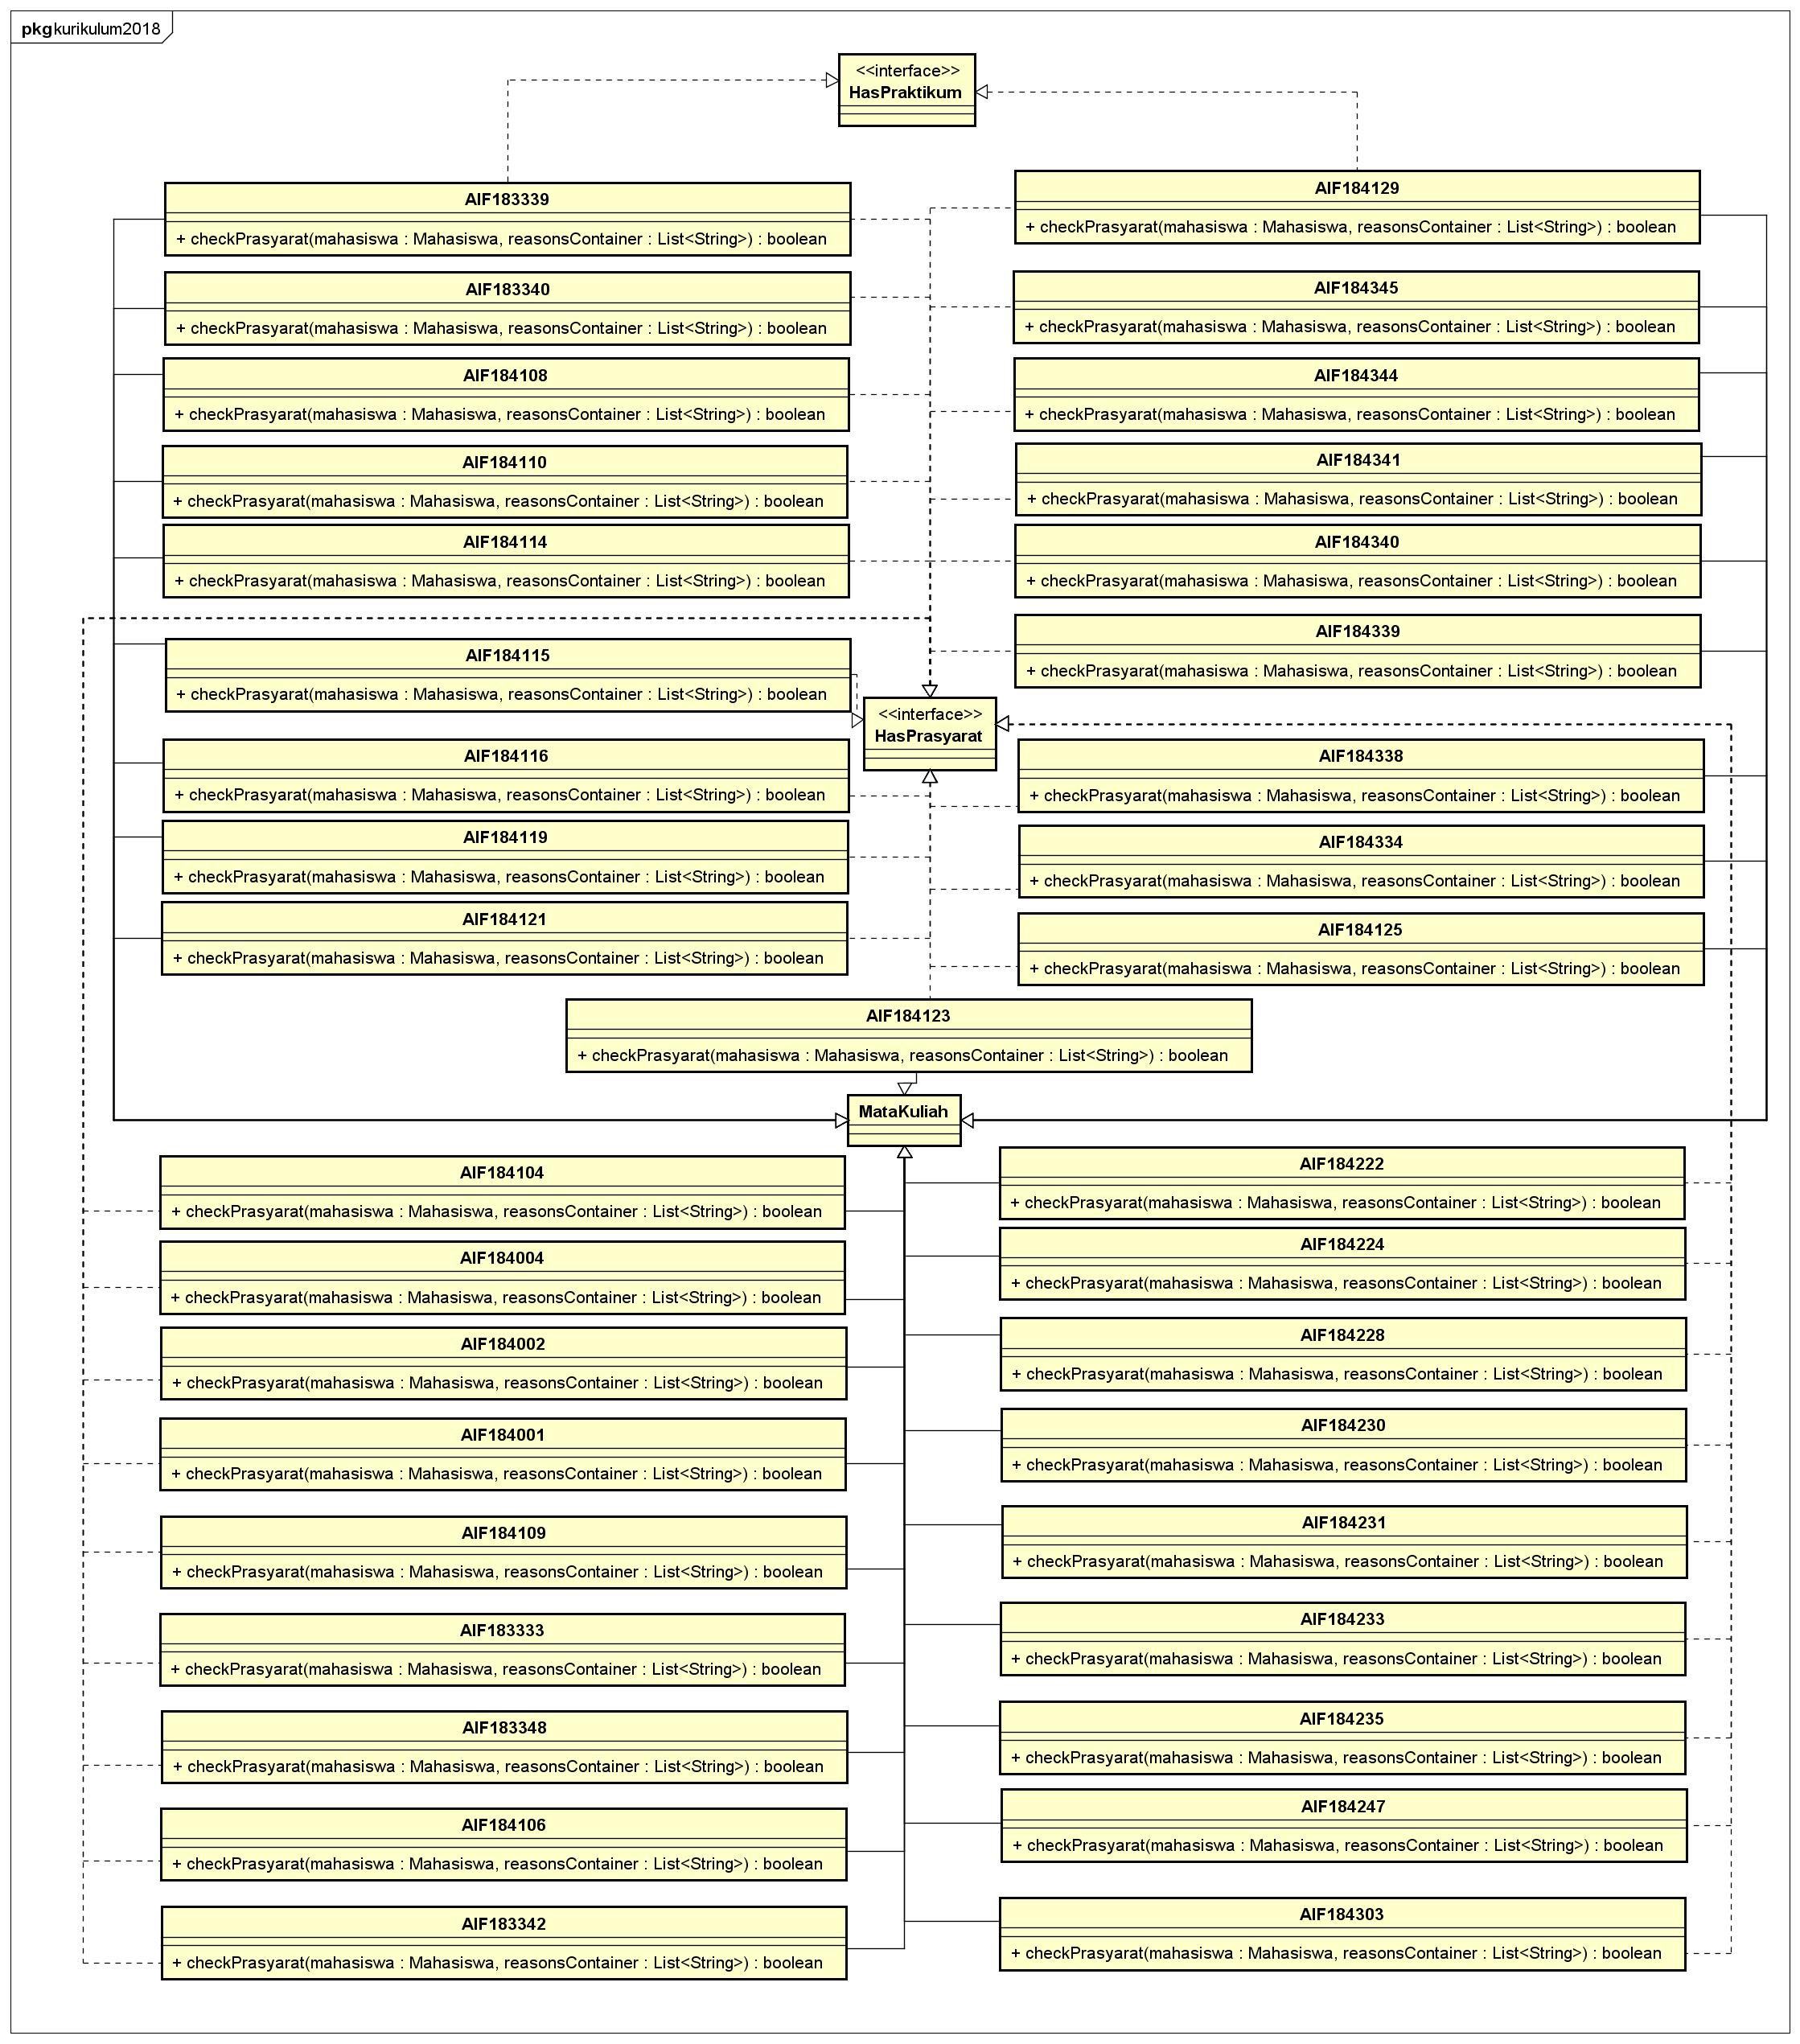 pkg kurikulum2018
<<interface>>
HasPraktikum
AIF183339
+ checkPrasyarat(mahasiswa : Mahasiswa, reasonsContainer : List<String>) : boolean
AIF184129
+ checkPrasyarat(mahasiswa : Mahasiswa, reasonsContainer : List<String>) : boolean
AIF183340
+ checkPrasyarat(mahasiswa : Mahasiswa, reasonsContainer : List<String>) : boolean
AIF184345
+ checkPrasyarat(mahasiswa : Mahasiswa, reasonsContainer : List<String>) : boolean
AIF184108
+ checkPrasyarat(mahasiswa : Mahasiswa, reasonsContainer : List<String>) : boolean
AIF184344
+ checkPrasyarat(mahasiswa : Mahasiswa, reasonsContainer : List<String>) : boolean
AIF184110
+ checkPrasyarat(mahasiswa : Mahasiswa, reasonsContainer : List<String>) : boolean
AIF184341
+ checkPrasyarat(mahasiswa : Mahasiswa, reasonsContainer : List<String>) : boolean
AIF184114
+ checkPrasyarat(mahasiswa : Mahasiswa, reasonsContainer : List<String>) : boolean
AIF184340
+ checkPrasyarat(mahasiswa : Mahasiswa, reasonsContainer : List<String>) : boolean
AIF184115
+ checkPrasyarat(mahasiswa : Mahasiswa, reasonsContainer : List<String>) : boolean
AIF184339
+ checkPrasyarat(mahasiswa : Mahasiswa, reasonsContainer : List<String>) : boolean
<<interface>>
HasPrasyarat
AIF184116
+ checkPrasyarat(mahasiswa : Mahasiswa, reasonsContainer : List<String>) : boolean
AIF184338
+ checkPrasyarat(mahasiswa : Mahasiswa, reasonsContainer : List<String>) : boolean
AIF184119
+ checkPrasyarat(mahasiswa : Mahasiswa, reasonsContainer : List<String>) : boolean
AIF184334
+ checkPrasyarat(mahasiswa : Mahasiswa, reasonsContainer : List<String>) : boolean
AIF184121
+ checkPrasyarat(mahasiswa : Mahasiswa, reasonsContainer : List<String>) : boolean
AIF184125
+ checkPrasyarat(mahasiswa : Mahasiswa, reasonsContainer : List<String>) : boolean
AIF184123
+ checkPrasyarat(mahasiswa : Mahasiswa, reasonsContainer : List<String>) : boolean
MataKuliah
AIF184104
+ checkPrasyarat(mahasiswa : Mahasiswa, reasonsContainer : List<String>) : boolean
AIF184222
+ checkPrasyarat(mahasiswa : Mahasiswa, reasonsContainer : List<String>) : boolean
AIF184004
+ checkPrasyarat(mahasiswa : Mahasiswa, reasonsContainer : List<String>) : boolean
AIF184224
+ checkPrasyarat(mahasiswa : Mahasiswa, reasonsContainer : List<String>) : boolean
AIF184002
+ checkPrasyarat(mahasiswa : Mahasiswa, reasonsContainer : List<String>) : boolean
AIF184228
+ checkPrasyarat(mahasiswa : Mahasiswa, reasonsContainer : List<String>) : boolean
AIF184001
+ checkPrasyarat(mahasiswa : Mahasiswa, reasonsContainer : List<String>) : boolean
AIF184230
+ checkPrasyarat(mahasiswa : Mahasiswa, reasonsContainer : List<String>) : boolean
AIF184109
+ checkPrasyarat(mahasiswa : Mahasiswa, reasonsContainer : List<String>) : boolean
AIF184231
+ checkPrasyarat(mahasiswa : Mahasiswa, reasonsContainer : List<String>) : boolean
AIF183333
+ checkPrasyarat(mahasiswa : Mahasiswa, reasonsContainer : List<String>) : boolean
AIF184233
+ checkPrasyarat(mahasiswa : Mahasiswa, reasonsContainer : List<String>) : boolean
AIF183348
+ checkPrasyarat(mahasiswa : Mahasiswa, reasonsContainer : List<String>) : boolean
AIF184235
+ checkPrasyarat(mahasiswa : Mahasiswa, reasonsContainer : List<String>) : boolean
AIF184106
+ checkPrasyarat(mahasiswa : Mahasiswa, reasonsContainer : List<String>) : boolean
AIF184247
+ checkPrasyarat(mahasiswa : Mahasiswa, reasonsContainer : List<String>) : boolean
AIF183342
+ checkPrasyarat(mahasiswa : Mahasiswa, reasonsContainer : List<String>) : boolean
AIF184303
+ checkPrasyarat(mahasiswa : Mahasiswa, reasonsContainer : List<String>) : boolean